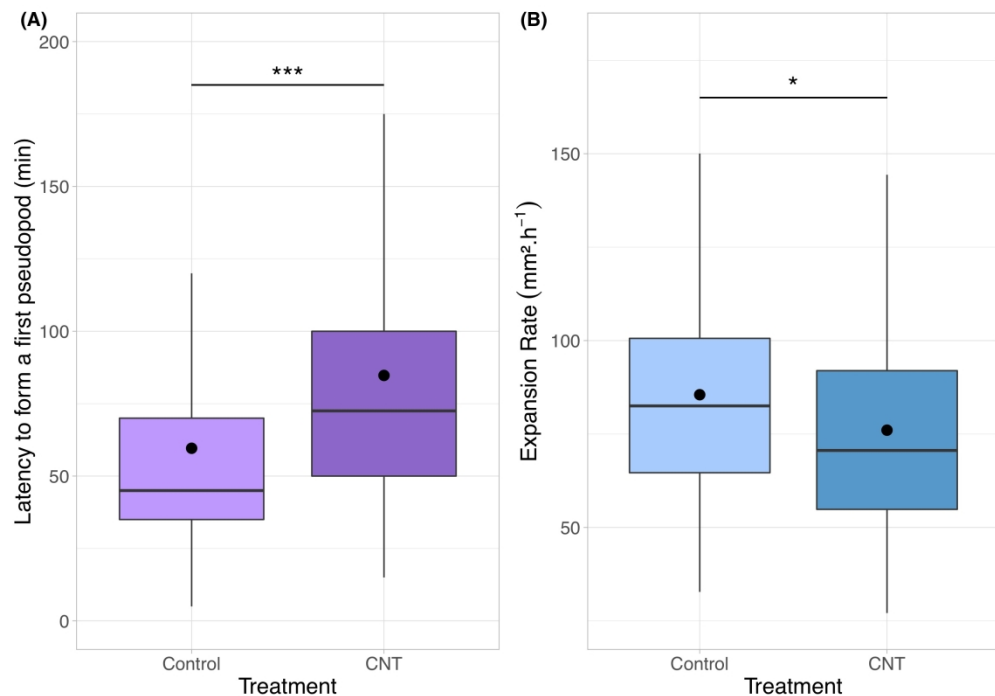 (A)
Latency to form a first pseudopod (min)
200
150
100
50
0
***
Control CNT
Treatment
(B)
Expansion Rate (mm².h⁻¹)
150
100
50
*
Control CNT
Treatment